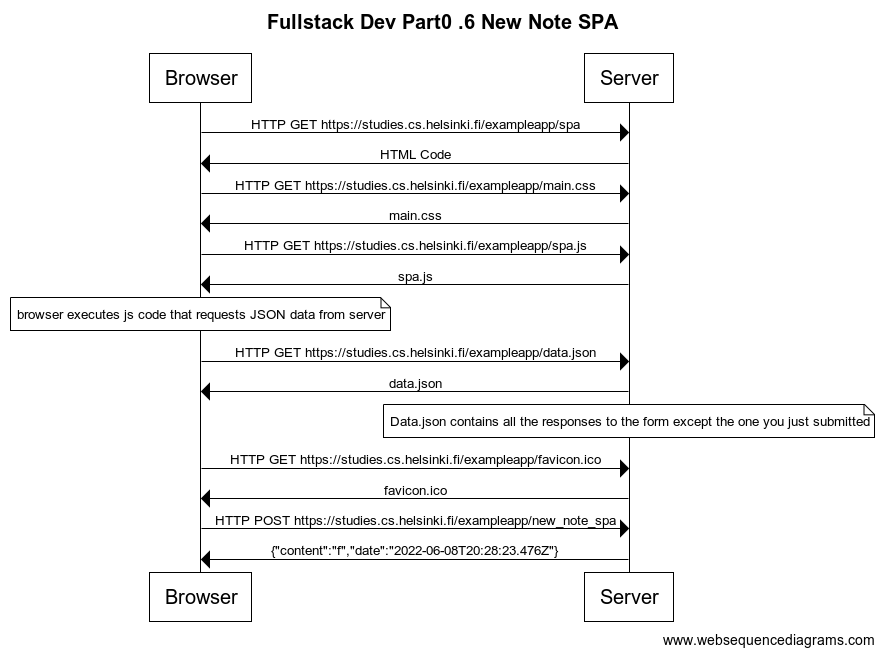 Fullstack Dev Part0 .6 New Note SPA
Browser
Server
HTTP GET https://studies.cs.helsinki.fi/exampleapp/spa
HTML Code
HTTP GET https://studies.cs.helsinki.fi/exampleapp/main.css
main.css
HTTP GET https://studies.cs.helsinki.fi/exampleapp/spa.js
spa.js
browser executes js code that requests JSON data from server
HTTP GET https://studies.cs.helsinki.fi/exampleapp/data.json
data.json
Data.json contains all the responses to the form except the one you just submitted
HTTP GET https://studies.cs.helsinki.fi/exampleapp/favicon.ico
favicon.ico
HTTP POST https://studies.cs.helsinki.fi/exampleapp/new_note_spa
{"content":"f","date":"2022-06-08T20:28:23.476Z"}
Browser
Server
www.websequencediagrams.com